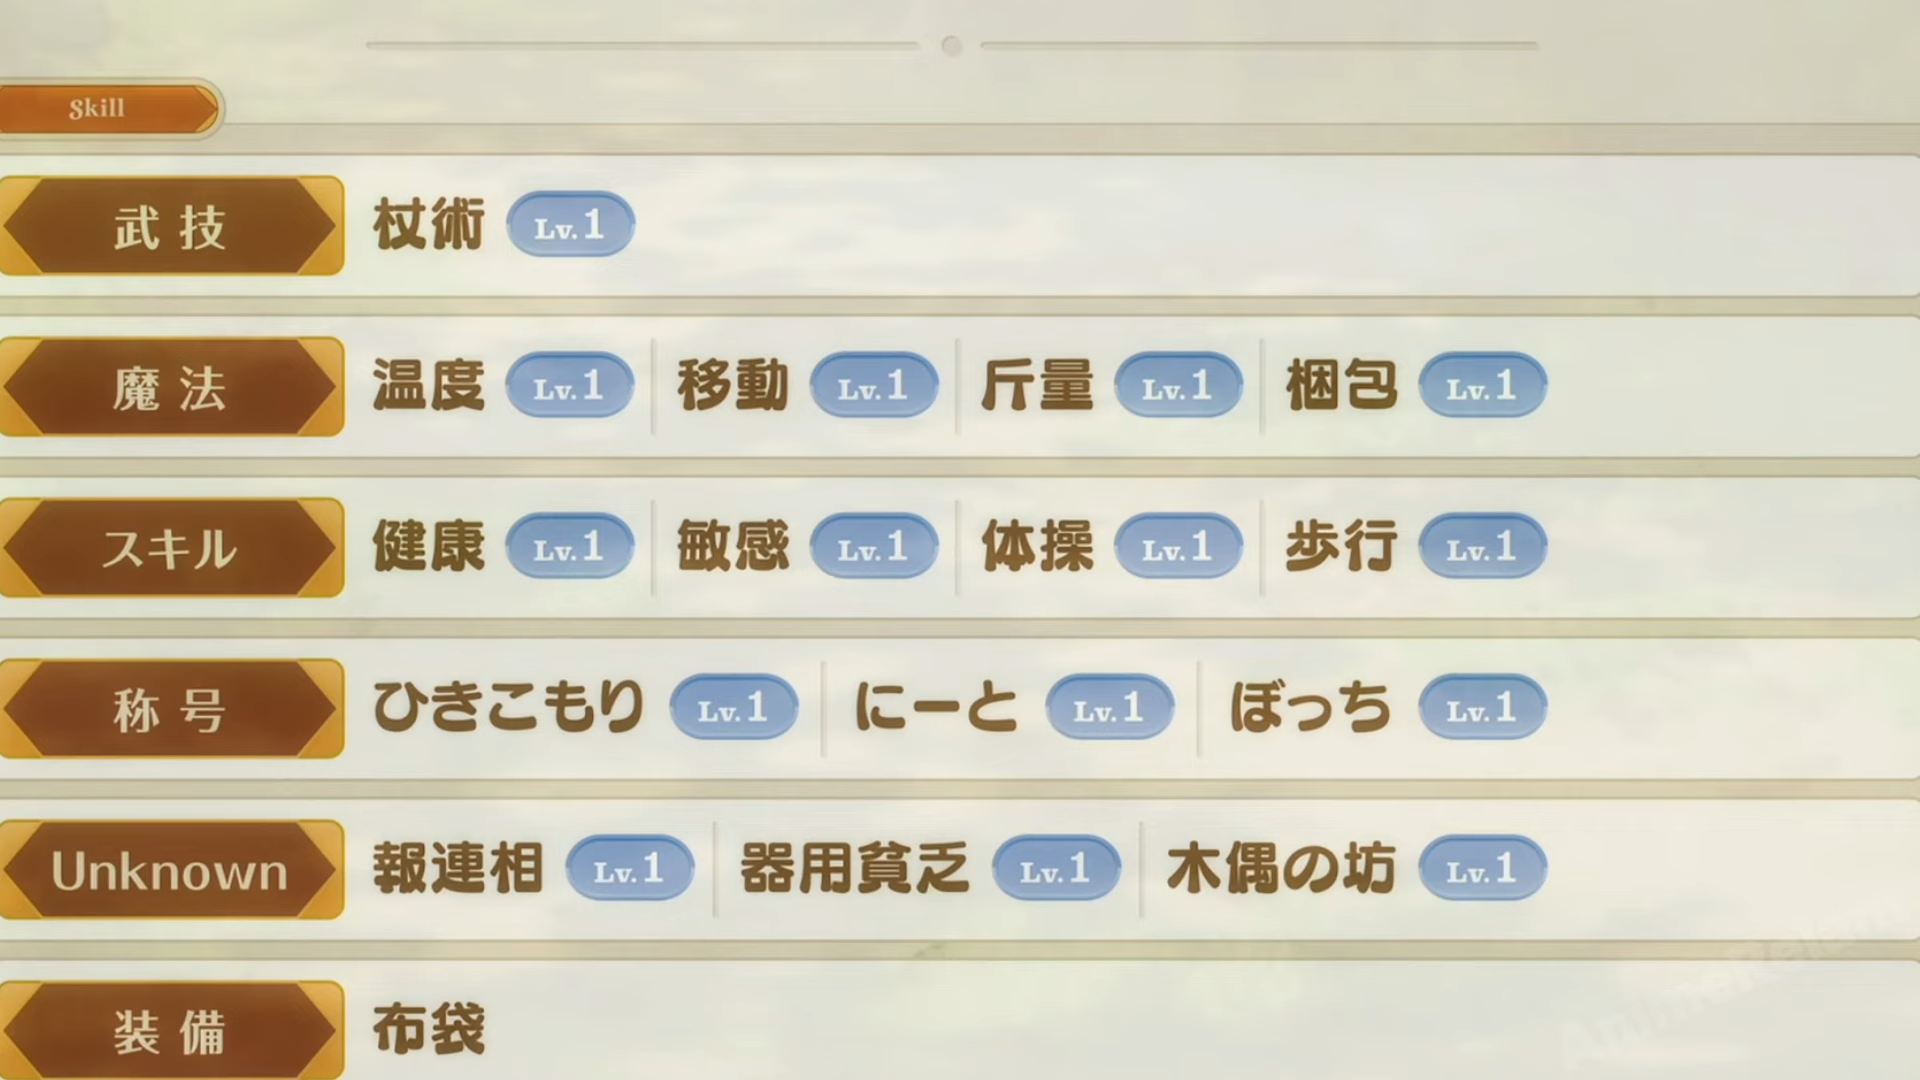 Skill
武技 杖術 Lv.1
魔法 温度 Lv.1 移動 Lv.1 斤量 Lv.1 梱包 Lv.1
スキル 健康 Lv.1 敏感 Lv.1 体操 Lv.1 歩行 Lv.1
称号 ひきこもり Lv.1 にーと Lv.1 ぼっち Lv.1
Unknown 報連相 Lv.1 器用貧乏 Lv.1 木偶の坊 Lv.1
装備 布袋